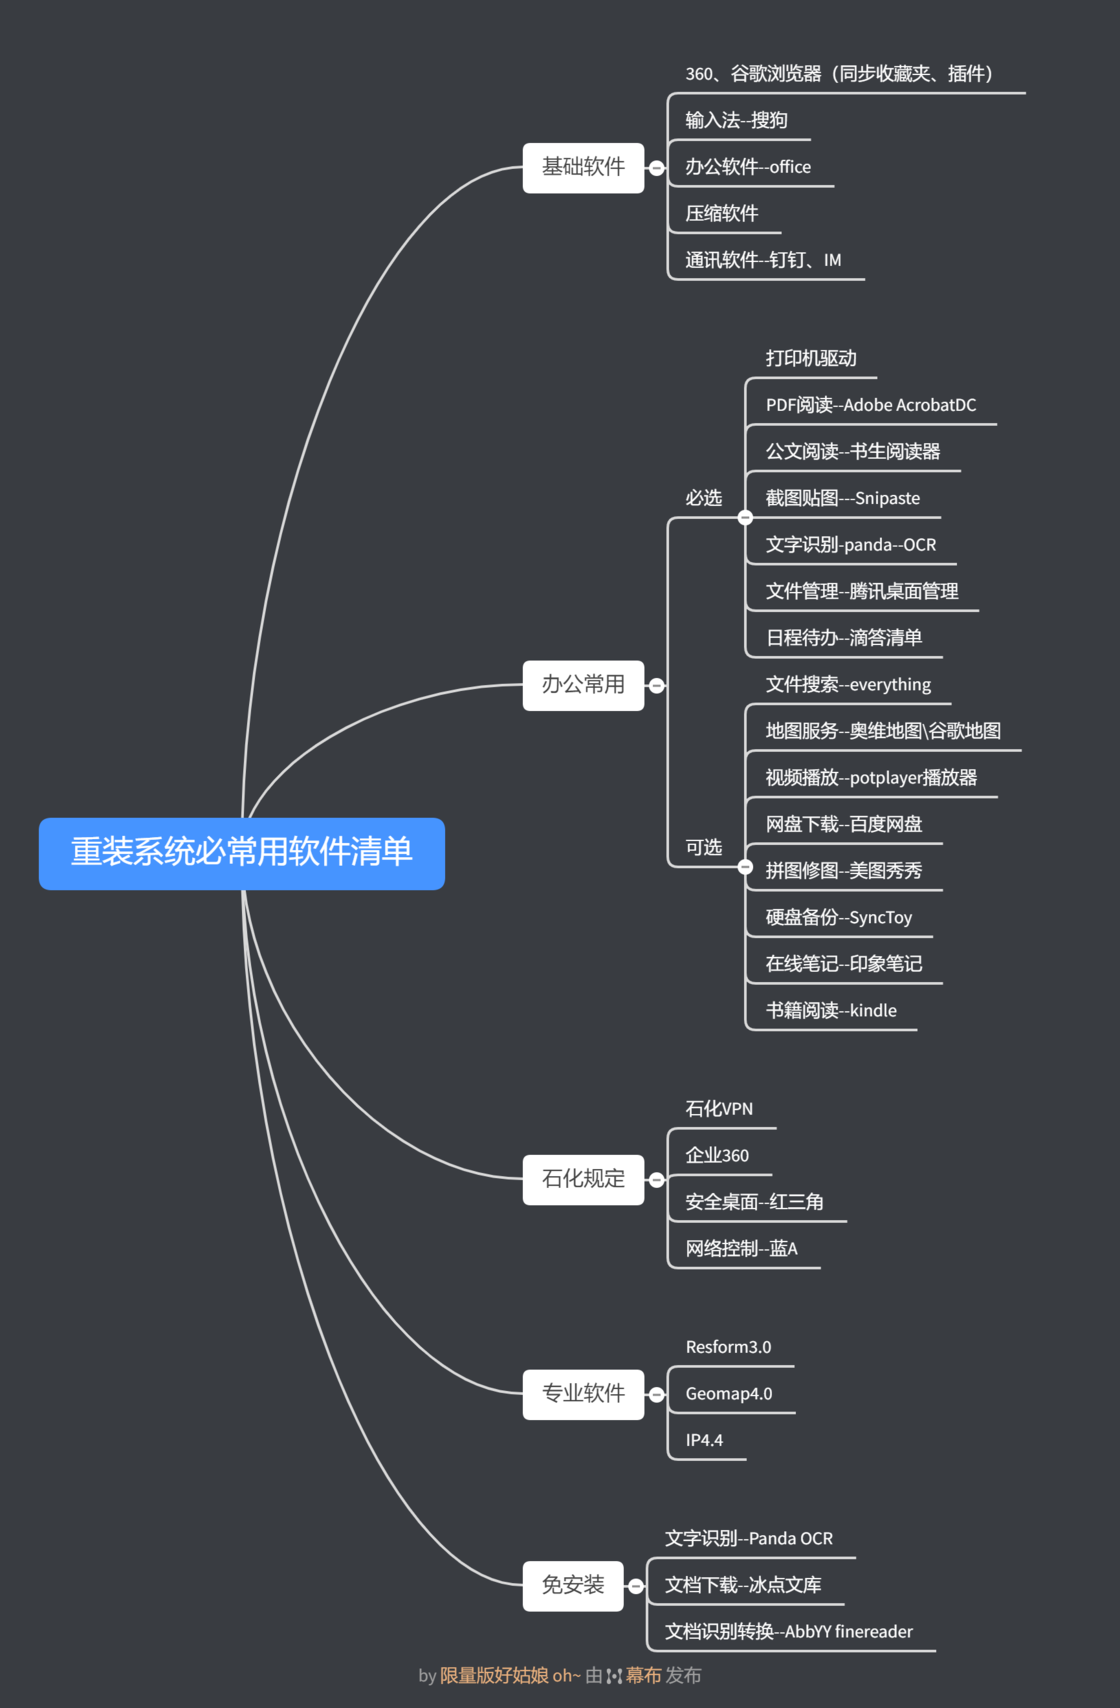 360、谷歌浏览器（同步收藏夹、插件）
输入法--搜狗
基础软件
办公软件--office
压缩软件
通讯软件--钉钉、IM
打印机驱动
PDF阅读--Adobe AcrobatDC
公文阅读--书生阅读器
必选
截图贴图---Snipaste
文字识别-panda--OCR
文件管理--腾讯桌面管理
日程待办--滴答清单
办公常用
文件搜索--everything
地图服务--奥维地图\谷歌地图
视频播放--potplayer播放器
网盘下载--百度网盘
可选
重装系统必常用软件清单
拼图修图--美图秀秀
硬盘备份--SyncToy
在线笔记--印象笔记
书籍阅读--kindle
石化VPN
企业360
石化规定
安全桌面--红三角
网络控制--蓝A
Resform3.0
专业软件
Geomap4.0
IP4.4
文字识别--Panda OCR
免安装
文档下载--冰点文库
文档识别转换--AbbYY finereader
by 限量版好姑娘 oh~ 由 幕布 发布